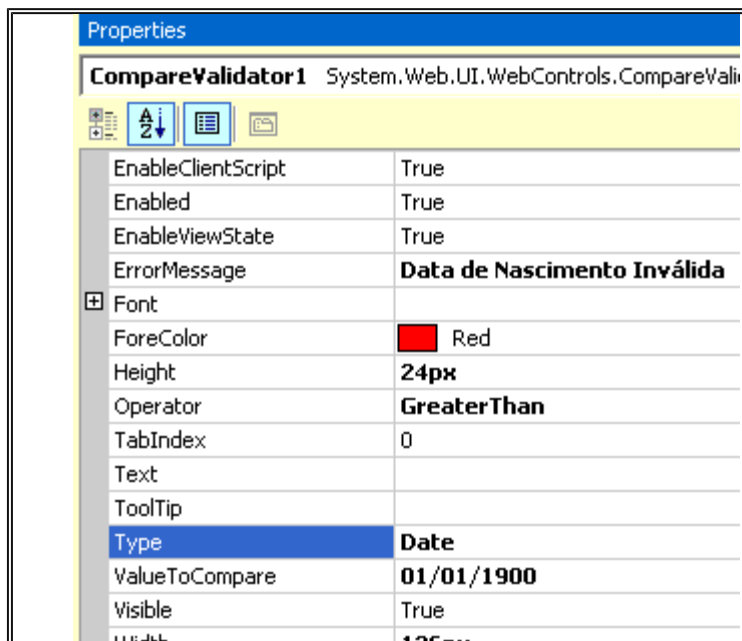 Properties
CompareValidator1 System.Web.UI.WebControls.CompareVali
EnableClientScript True
Enabled True
EnableViewState True
ErrorMessage Data de Nascimento Inválida
Font
ForeColor Red
Height 24px
Operator GreaterThan
TabIndex 0
Text
ToolTip
Type Date
ValueToCompare 01/01/1900
Visible True